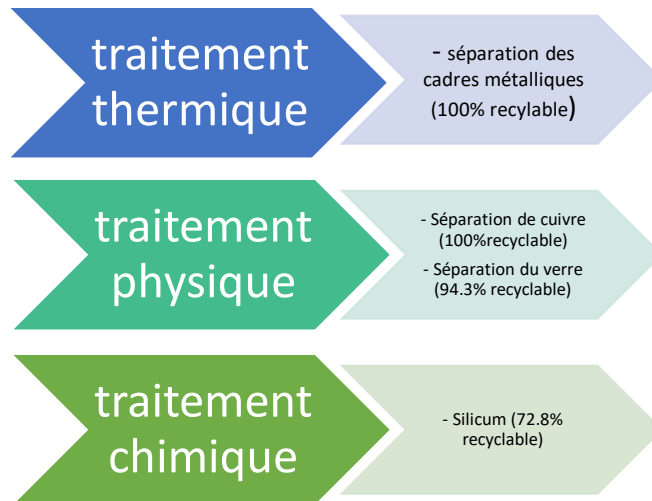 traitement
thermique
- séparation des
cadres métalliques
(100% recylable)
traitement
physique
- Séparation de cuivre
(100%recyclable)
- Séparation du verre
(94.3% recyclable)
traitement
chimique
- Silicum (72.8%
recyclable)